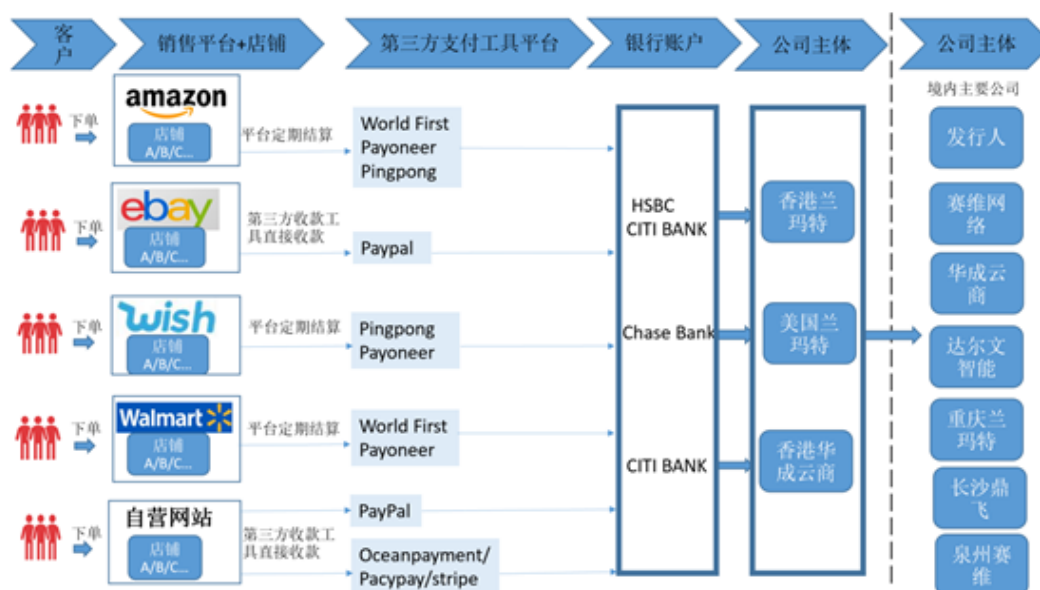 客
户
销售平台+店铺
第三方支付工具平台
银行账户
公司主体
公司主体
境内主要公司
下单
amazon
店铺
A/B/C...
平台定期结算
World First
Payoneer
Pingpong
发行人
下单
ebay
店铺
A/B/C...
第三方收款工
具直接收款
Paypal
HSBC
CITI BANK
香港兰
玛特
赛维网
络
华成云
商
下单
wish
店铺
A/B/C...
平台定期结算
Pingpong
Payoneer
Chase Bank
美国兰
玛特
达尔文
智能
下单
Walmart
店铺
A/B/C...
平台定期结算
World First
Payoneer
CITI BANK
香港华
成云商
重庆兰
玛特
长沙鼎
飞
下单
自营网站
店铺
A/B/C...
第三方收款工
具直接收款
PayPal
Oceanpayment/
Pacypay/stripe
泉州赛
维